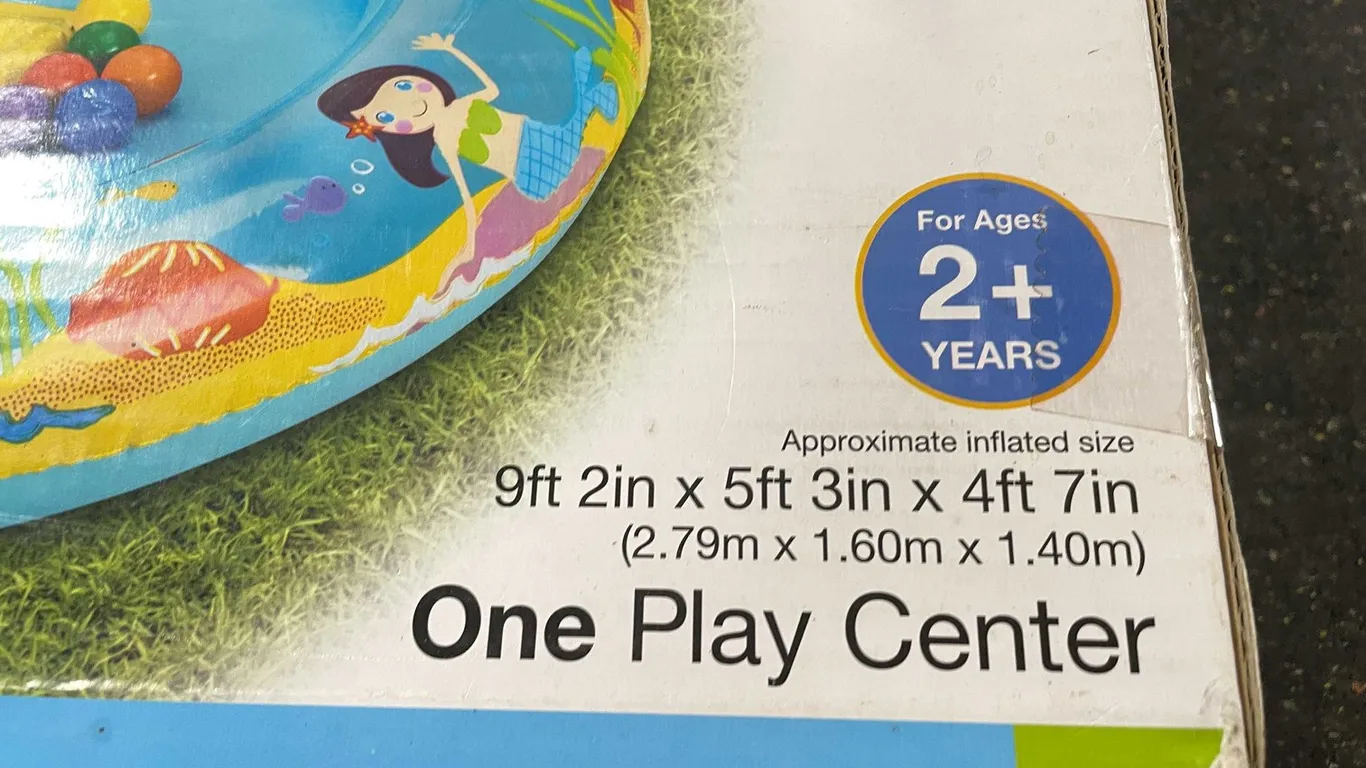 For Ages
2+
YEARS
Approximate inflated size
9ft 2in x 5ft 3in x 4ft 7in
(2.79m x 1.60m x 1.40m)
One Play Center